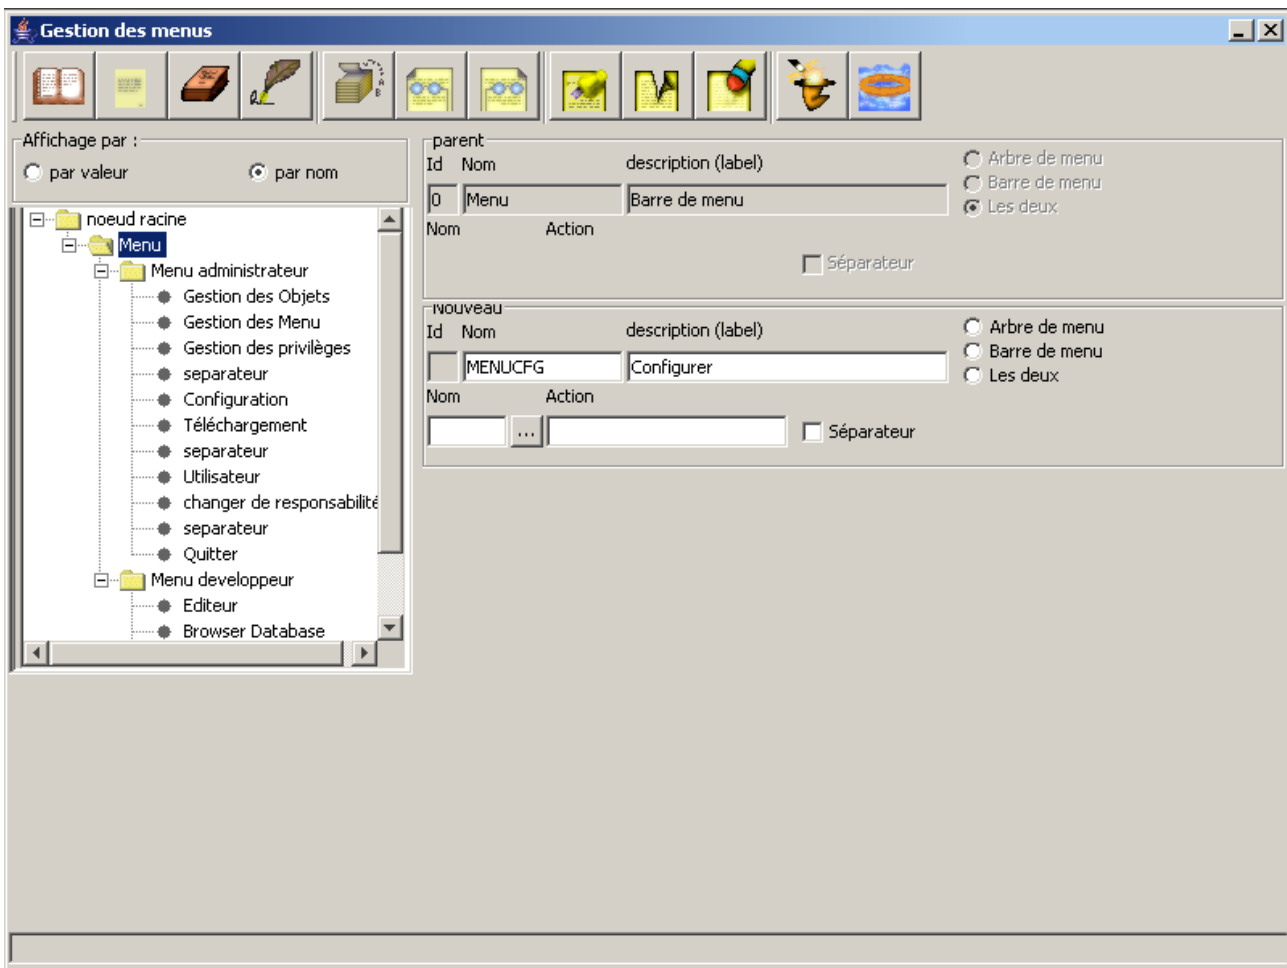 Gestion des menus
Affichage par :
par valeur
par nom
noeud racine
Menu
Menu administrateur
Gestion des Objets
Gestion des Menu
Gestion des privilèges
separateur
Configuration
Téléchargement
separateur
Utilisateur
changer de responsabilité
separateur
Quitter
Menu developpeur
Editeur
Browser Database
parent
Id Nom description (label)
0 Menu Barre de menu
Arbre de menu
Barre de menu
Les deux
Nom Action
Séparateur
Nouveau
Id Nom description (label)
MENUCFG Configurer
Arbre de menu
Barre de menu
Les deux
Nom Action
...
Séparateur